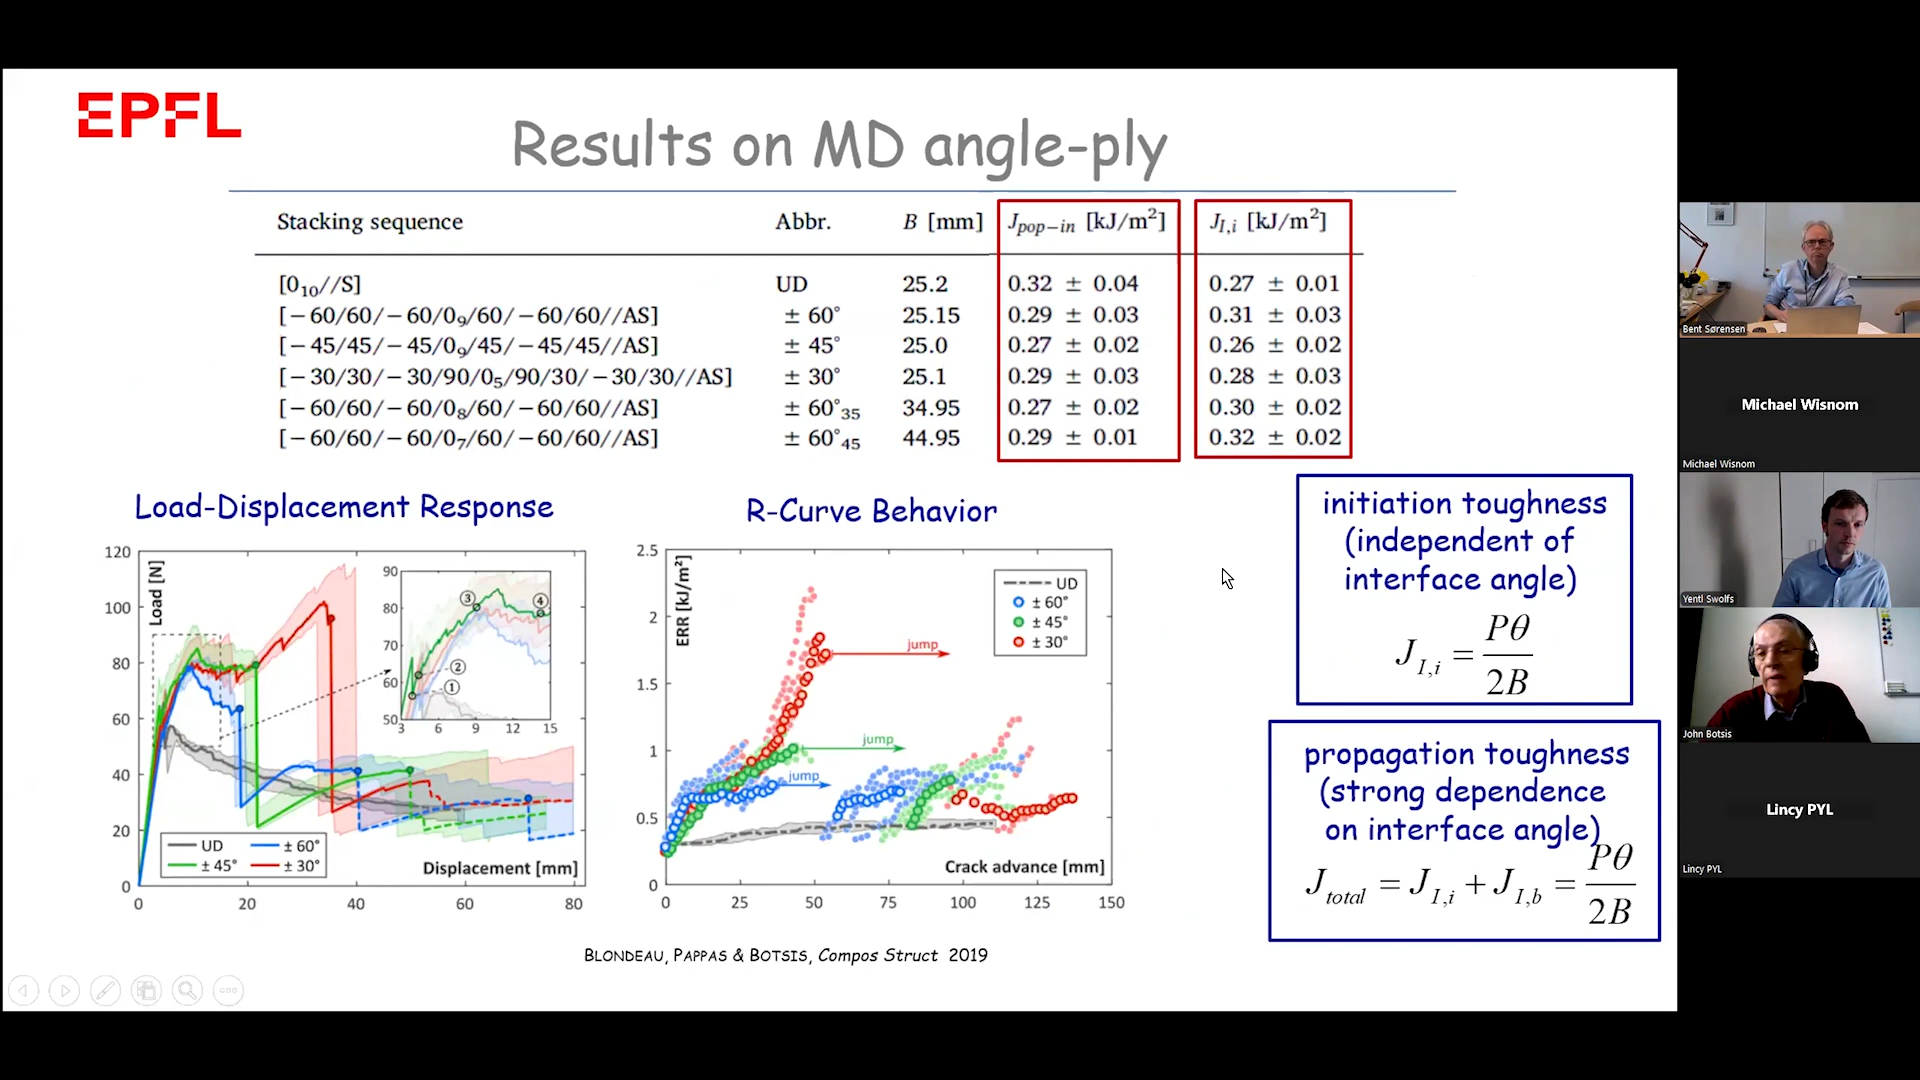 EPFL
Results on MD angle-ply
Stacking sequence Abbr. B [mm] J_pop−in [kJ/m²] J_I,i [kJ/m²]
[0₁₀//S] UD 25.2 0.32 ± 0.04 0.27 ± 0.01
[−60/60/−60/0₉/60/−60/60//AS] ± 60° 25.15 0.29 ± 0.03 0.31 ± 0.03
[−45/45/−45/0₉/45/−45/45//AS] ± 45° 25.0 0.27 ± 0.02 0.26 ± 0.02
[−30/30/−30/90/0₅/90/30/−30/30//AS] ± 30° 25.1 0.29 ± 0.03 0.28 ± 0.03
[−60/60/−60/0₈/60/−60/60//AS] ± 60°₃₅ 34.95 0.27 ± 0.02 0.30 ± 0.02
[−60/60/−60/0₇/60/−60/60//AS] ± 60°₄₅ 44.95 0.29 ± 0.01 0.32 ± 0.02
Load-Displacement Response
120
100
80
60
40
20
0
Load [N]
90
80
70
60
50
3 6 9 12 15
① ② ③ ④
UD ± 60°
± 45° ± 30°
Displacement [mm]
0 20 40 60 80
R-Curve Behavior
2.5
2
1.5
1
0.5
0
ERR [kJ/m²]
UD
± 60°
± 45°
± 30°
jump
jump
jump
Crack advance [mm]
0 25 50 75 100 125 150
initiation toughness
(independent of
interface angle)
J_I,i = Pθ / 2B
propagation toughness
(strong dependence
on interface angle)
J_total = J_I,i + J_I,b = Pθ / 2B
BLONDEAU, PAPPAS & BOTSIS, Compos Struct 2019
Bent Sørensen
Michael Wisnom
Michael Wisnom
Yentl Swolfs
John Botsis
Lincy PYL
Lincy PYL